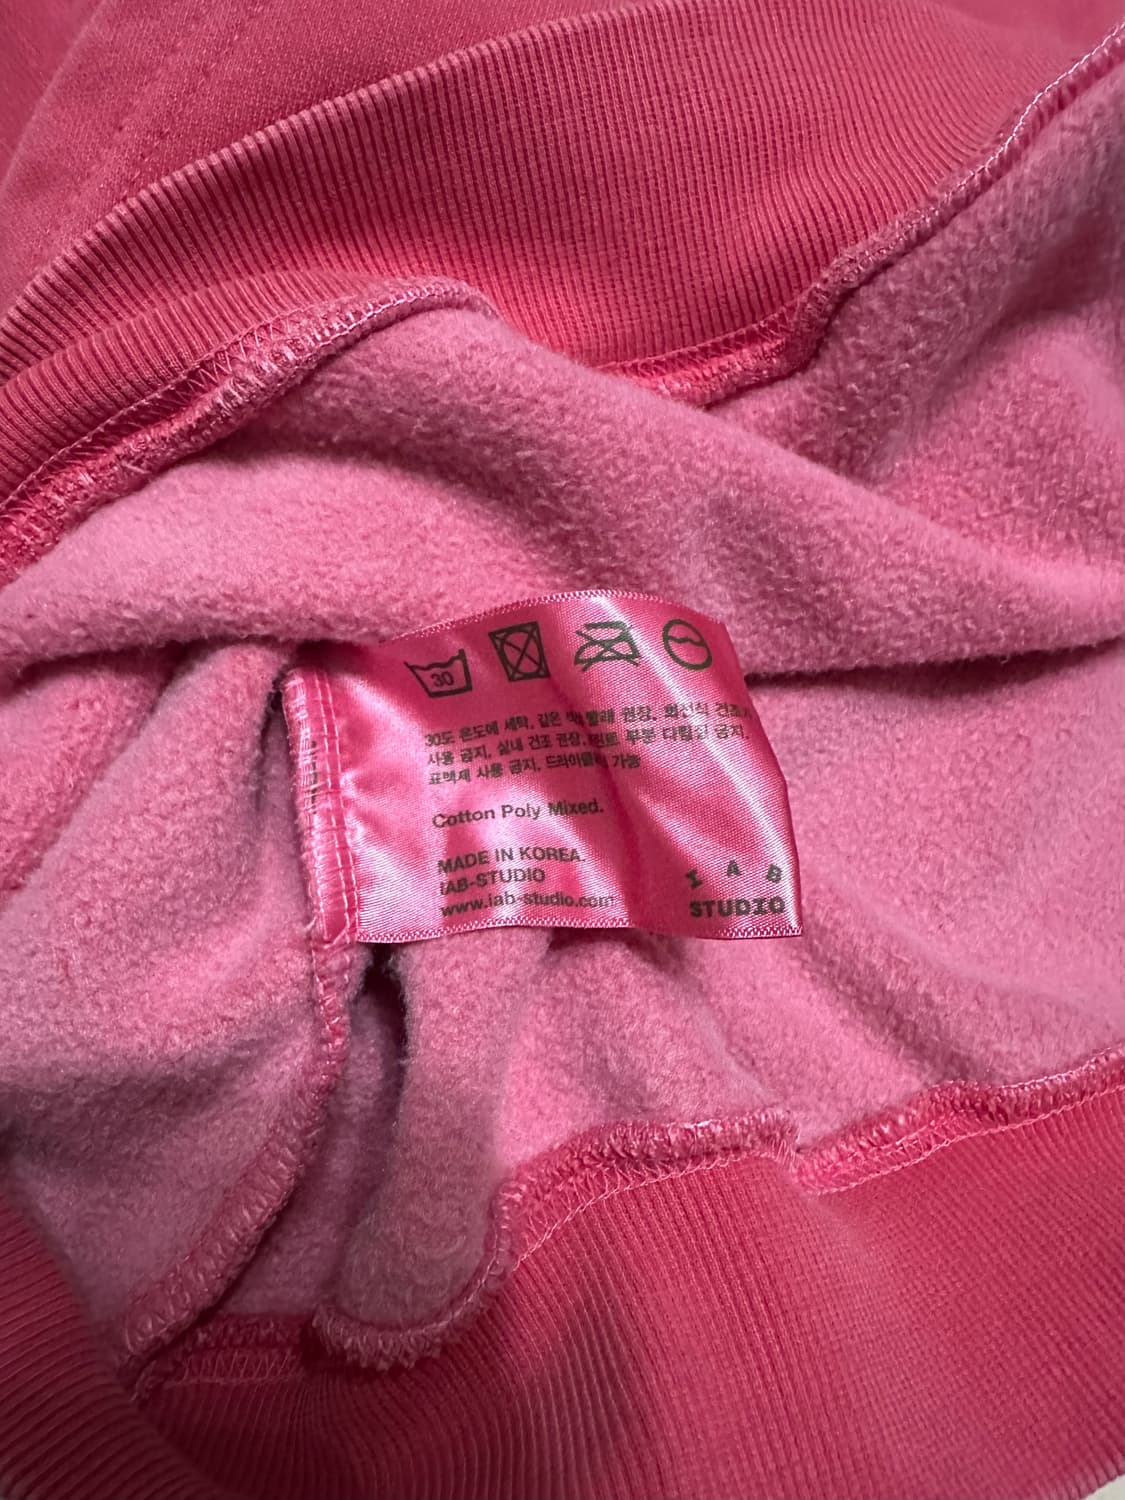 30
30도 온도에 세탁. 같은 색 빨래 권장. 회전식 건조기
사용 금지. 실내 건조 권장. 프린트 부분 다림질 금지.
표백제 사용 금지. 드라이클리닝 가능
Cotton Poly Mixed.
MADE IN KOREA.
IAB-STUDIO
www.iab-studio.com
I A B
STUDIO